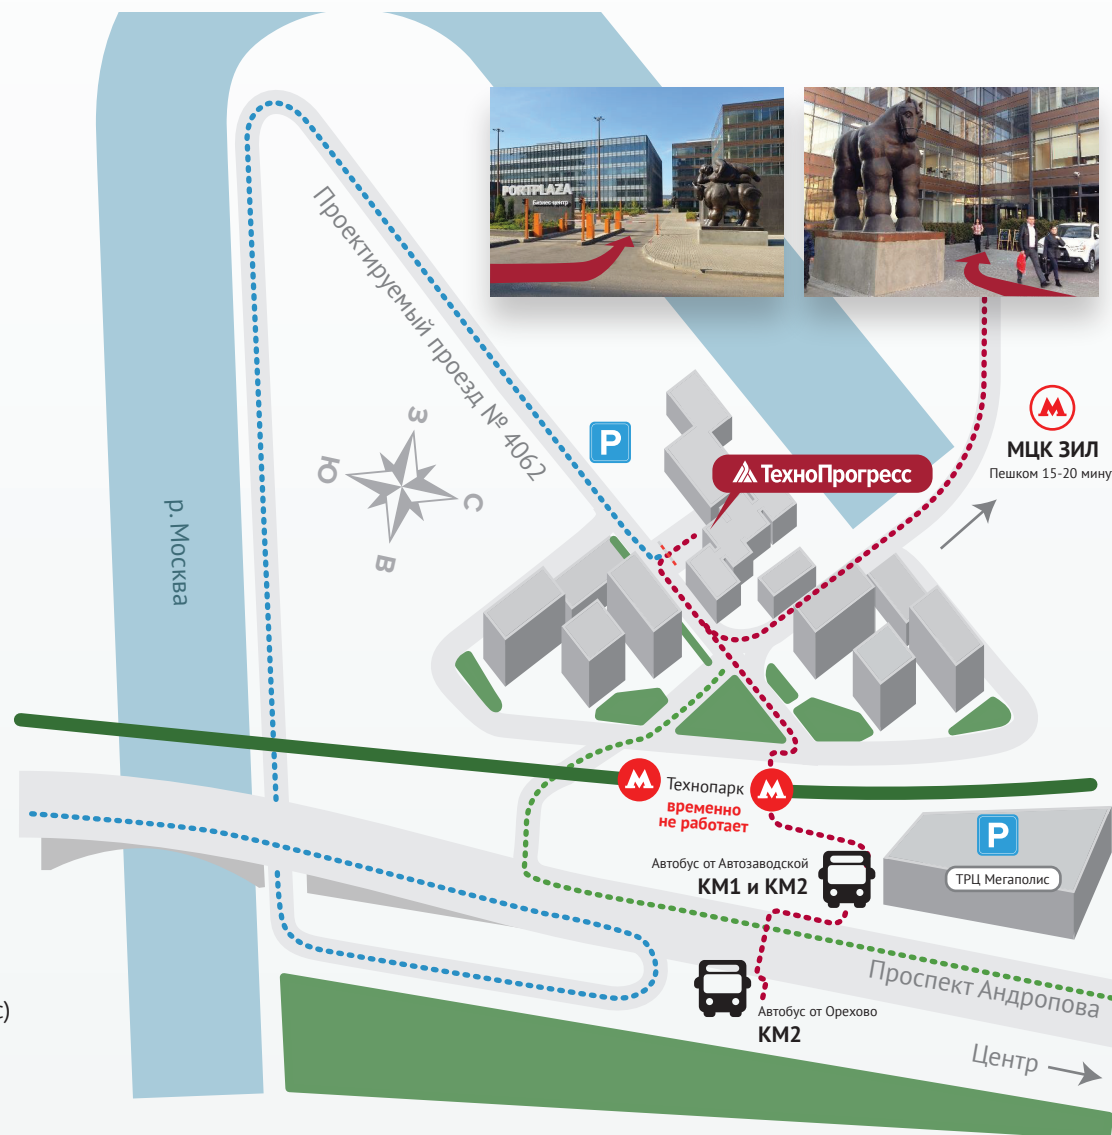 PORTPLAZA
Бизнес-центр
Проектируемый проезд № 4062
P
З
Ю
С
В
МЦК ЗИЛ
Пешком 15-20 мину
ТехноПрогресс
р. Москва
Технопарк
временно
не работает
P
ТРЦ Мегаполис
Автобус от Автозаводской
КМ1 и КМ2
Проспект Андропова
с)
Автобус от Орехово
КМ2
Центр